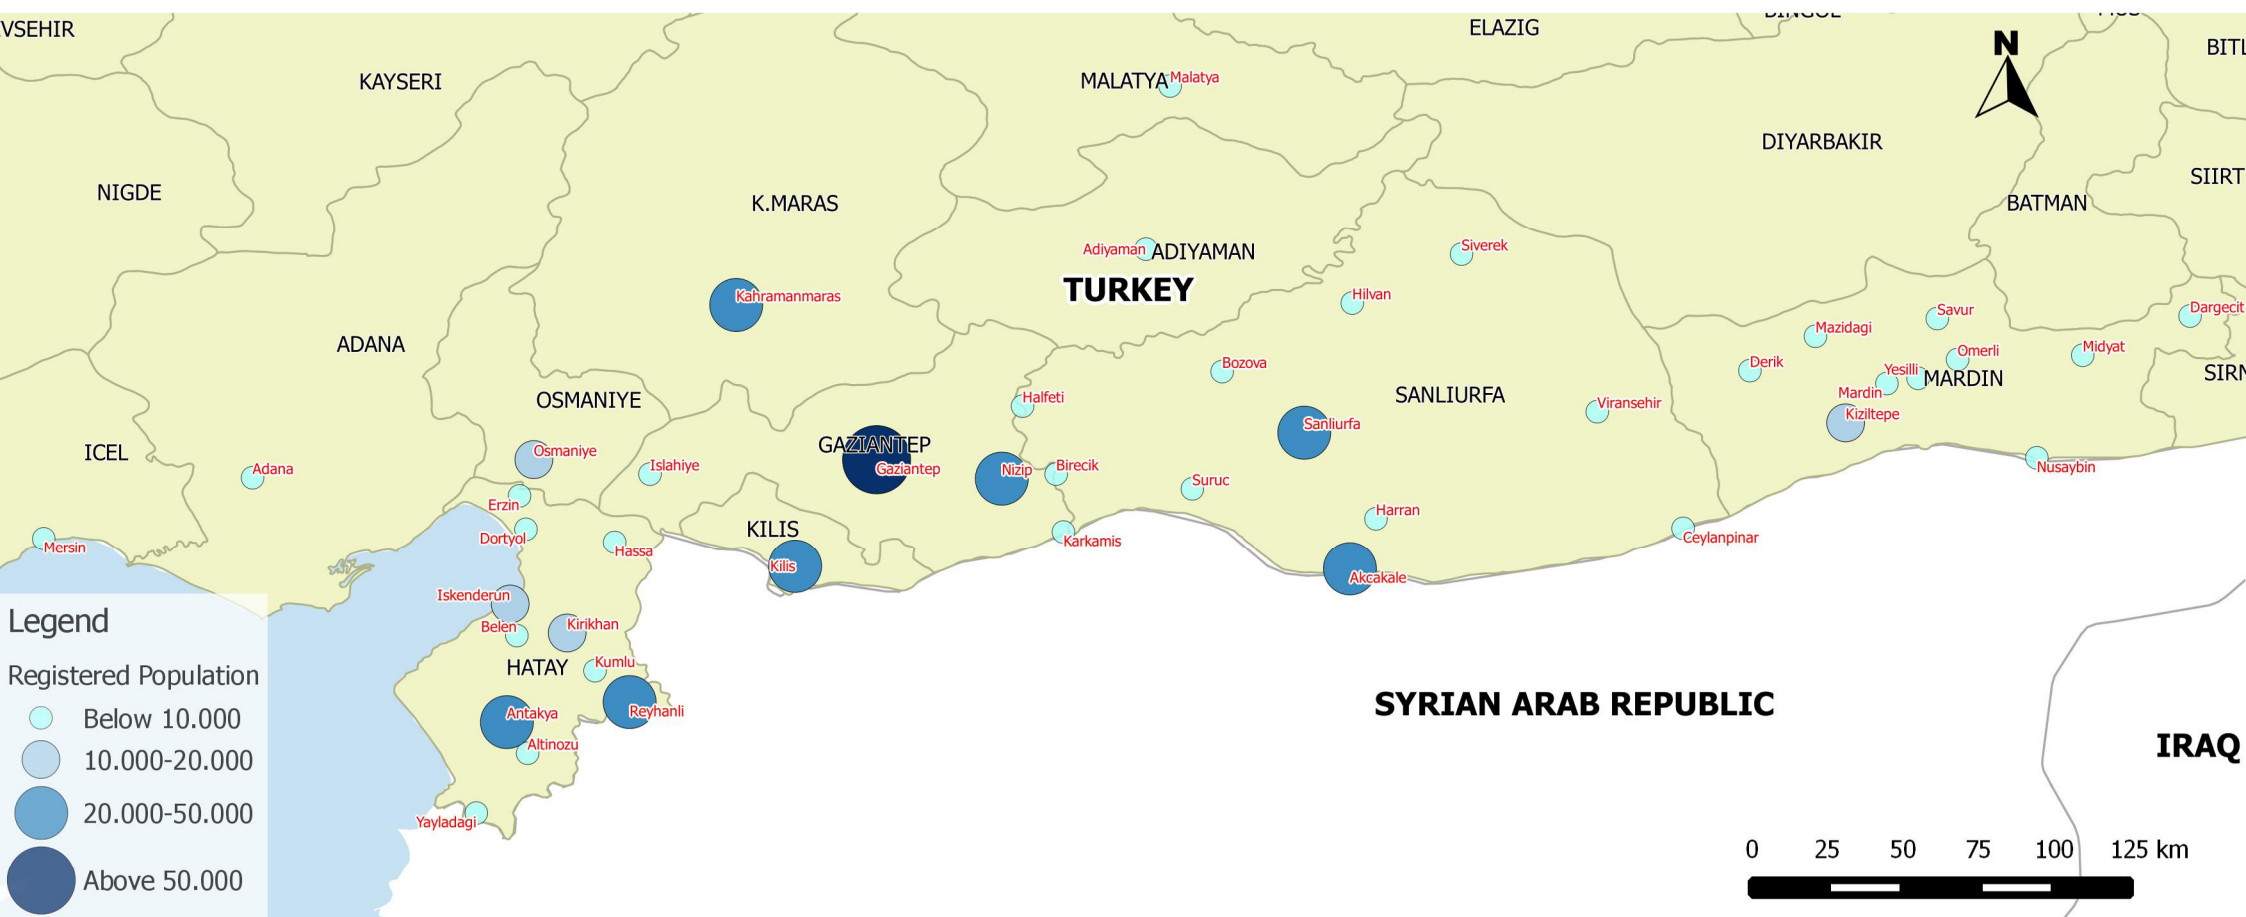 VSEHIR
KAYSERI
NIGDE
ADANA
ICEL
Adana
Mersin
K.MARAS
Kahramanmaras
MALATYA
Malatya
ELAZIG
DIYARBAKIR
BATMAN
SIIRT
BITL
N
Adiyaman
ADIYAMAN
TURKEY
Siverek
Hilvan
Bozova
SANLIURFA
Sanliurfa
Viransehir
Halfeti
Birecik
Suruc
Harran
Akcakale
Ceylanpinar
Karkamis
OSMANIYE
Osmaniye
Islahiye
GAZIANTEP
Gaziantep
Nizip
KILIS
Kilis
Erzin
Dortyol
Hassa
Iskenderun
Belen
Kirikhan
HATAY
Kumlu
Antakya
Reyhanli
Altinozu
Yayladagi
Dargecit
Savur
Mazidagi
Omerli
Midyat
Derik
Yesilli
MARDIN
Mardin
Kiziltepe
SIRN
Nusaybin
SYRIAN ARAB REPUBLIC
IRAQ
Legend
Registered Population
Below 10.000
10.000-20.000
20.000-50.000
Above 50.000
0 25 50 75 100 125 km